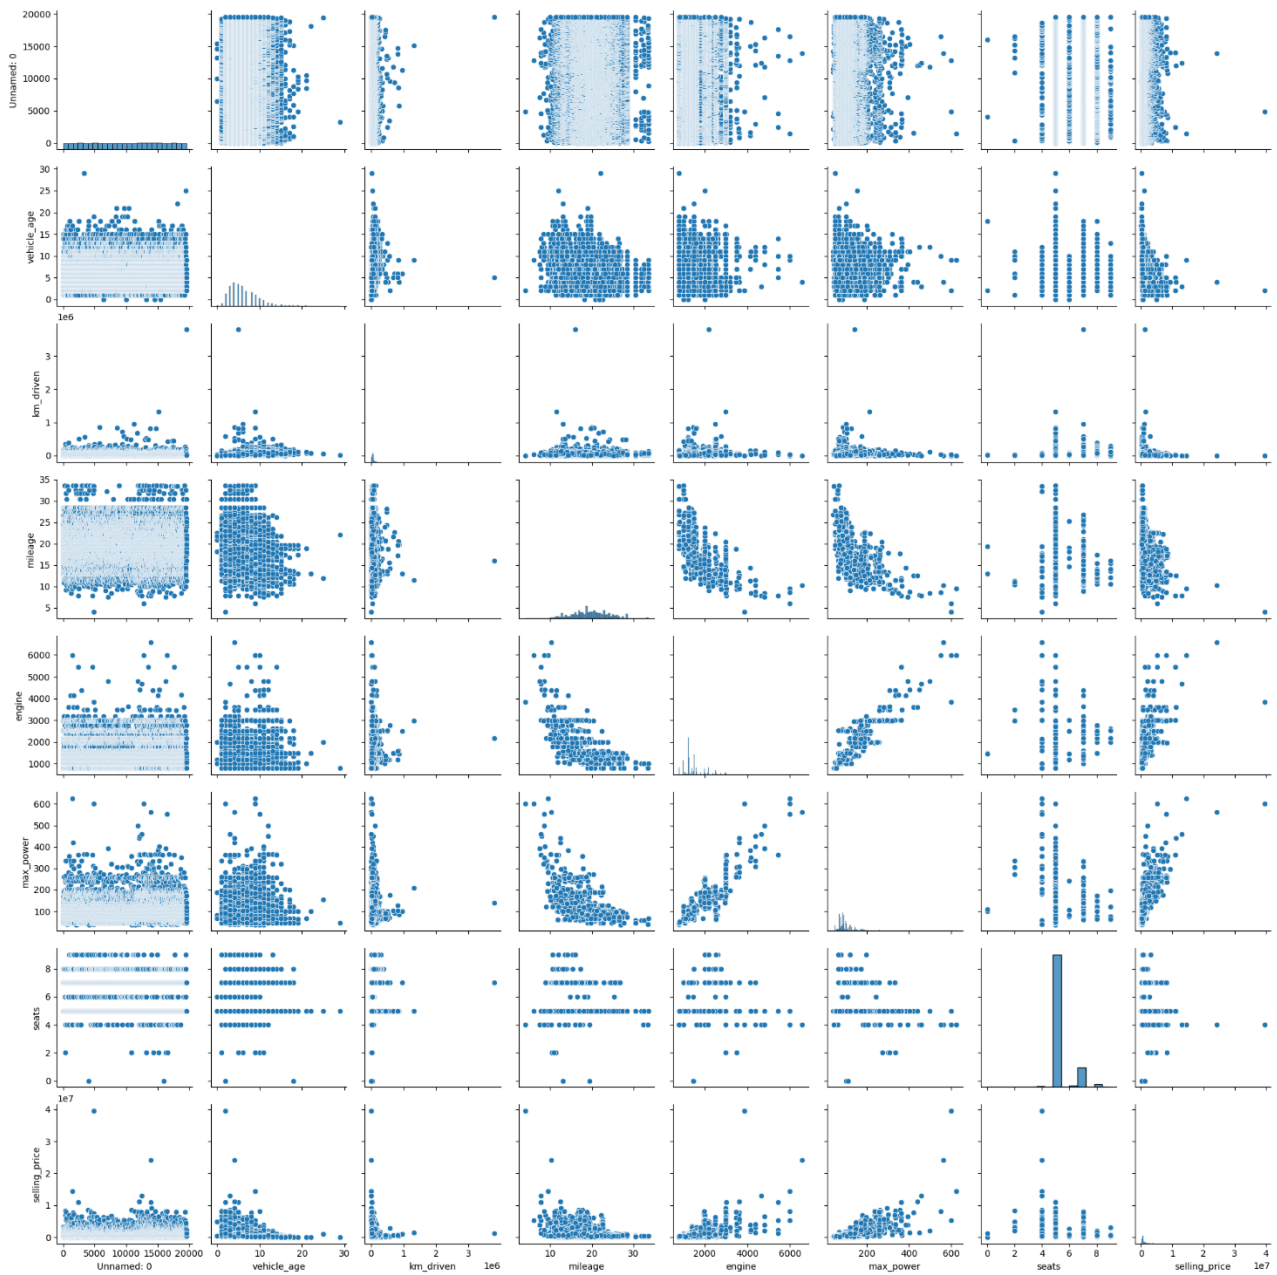 20000
15000
10000
5000
0
Unnamed: 0
30
25
20
15
10
5
0
vehicle_age
1e6
3
2
1
0
km_driven
35
30
25
20
15
10
5
mileage
6000
5000
4000
3000
2000
1000
engine
600
500
400
300
200
100
max_power
8
6
4
2
0
seats
1e7
4
3
2
1
0
selling_price
0 5000 10000 15000 20000
Unnamed: 0
0 10 20 30
vehicle_age
0 1 2 3 1e6
km_driven
10 20 30
mileage
2000 4000 6000
engine
200 400 600
max_power
0 2 4 6 8
seats
0 1 2 3 4 1e7
selling_price